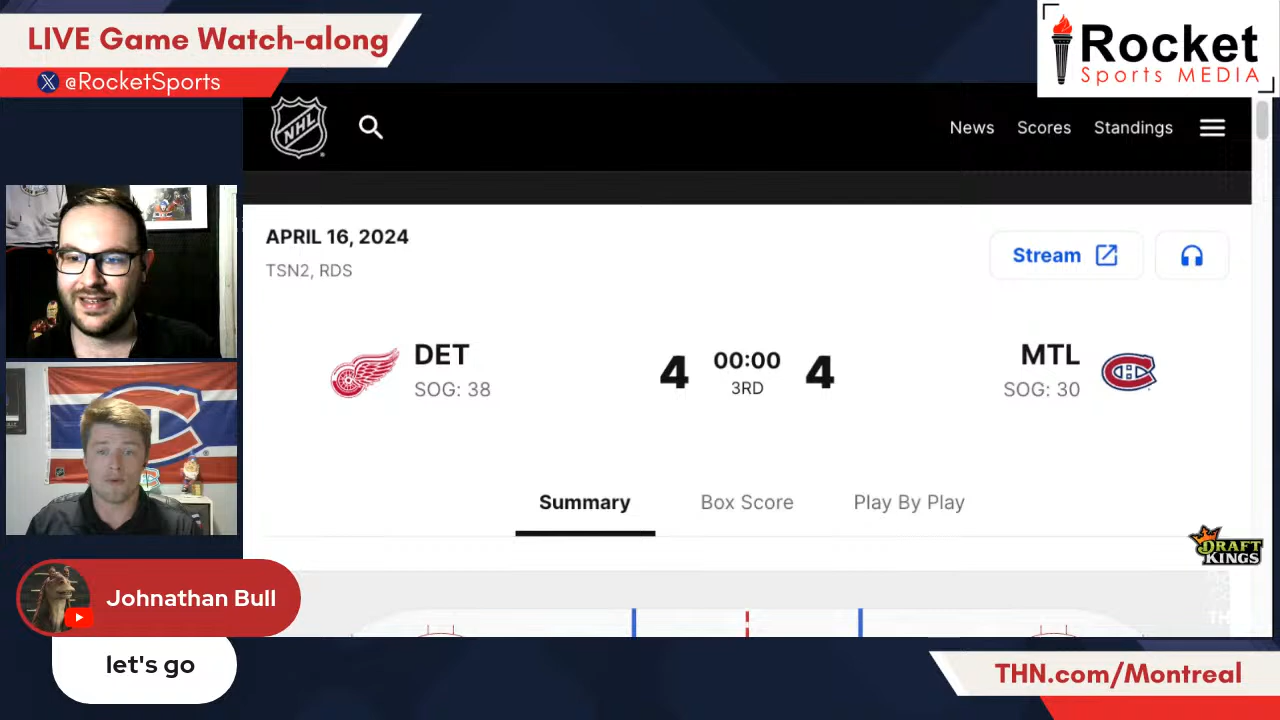 LIVE Game Watch-along
@RocketSports
Rocket
Sports MEDIA
NHL
News Scores Standings
APRIL 16, 2024
TSN2, RDS
Stream
DET
SOG: 38
4 00:00 4
3RD
MTL
SOG: 30
Summary Box Score Play By Play
DRAFT
KINGS
Johnathan Bull
let's go
THN.com/Montreal